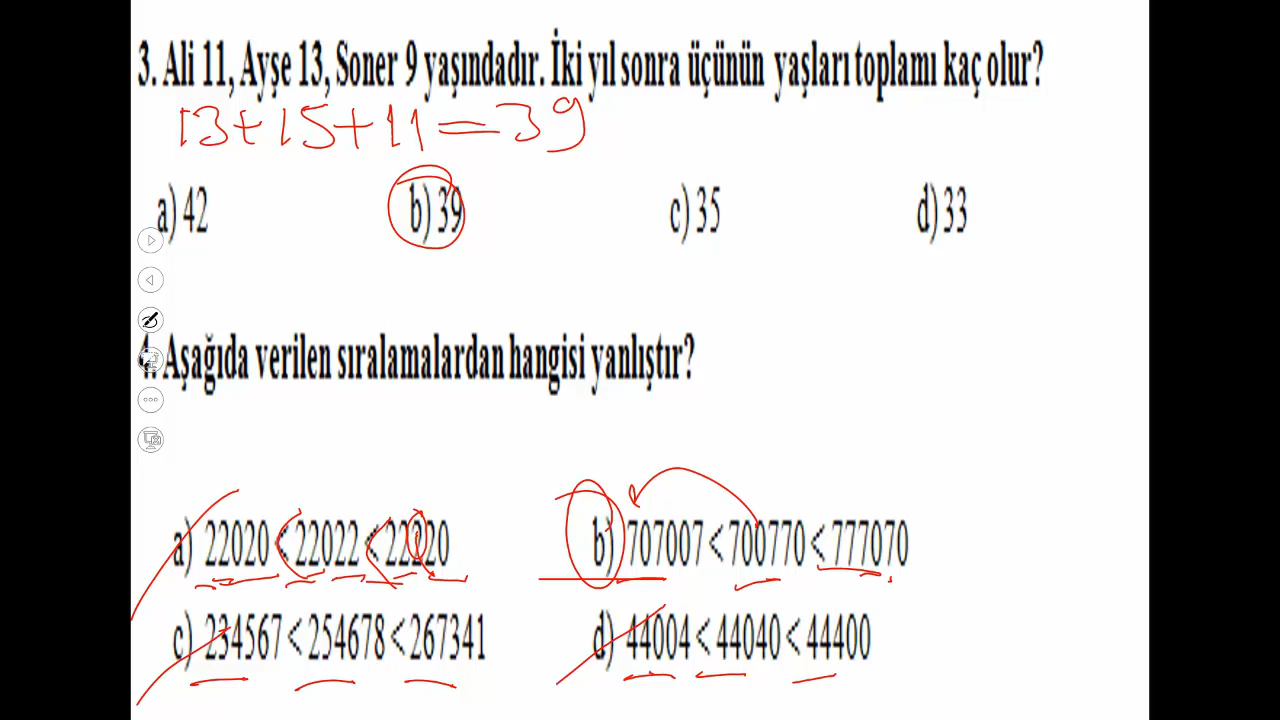 3. Ali 11, Ayşe 13, Soner 9 yaşındadır. İki yıl sonra üçünün yaşları toplamı kaç olur?
13+15+11=39
a) 42 b) 39 c) 35 d) 33
4. Aşağıda verilen sıralamalardan hangisi yanlıştır?
a) 22020 < 22022 < 22220 b) 707007 < 700770 < 777070
c) 234567 < 254678 < 267341 d) 44004 < 44040 < 44400